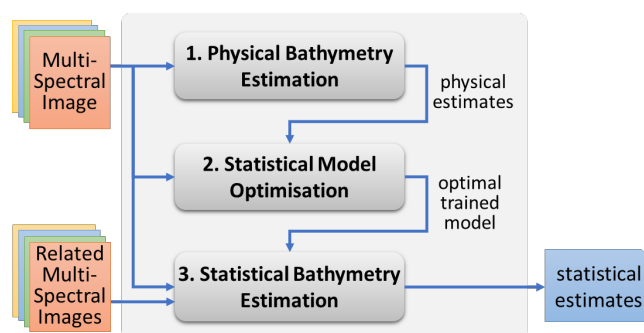 Multi-
Spectral
Image
1. Physical Bathymetry
Estimation
physical
estimates
2. Statistical Model
Optimisation
optimal
trained
model
Related
Multi-
Spectral
Images
3. Statistical Bathymetry
Estimation
statistical
estimates